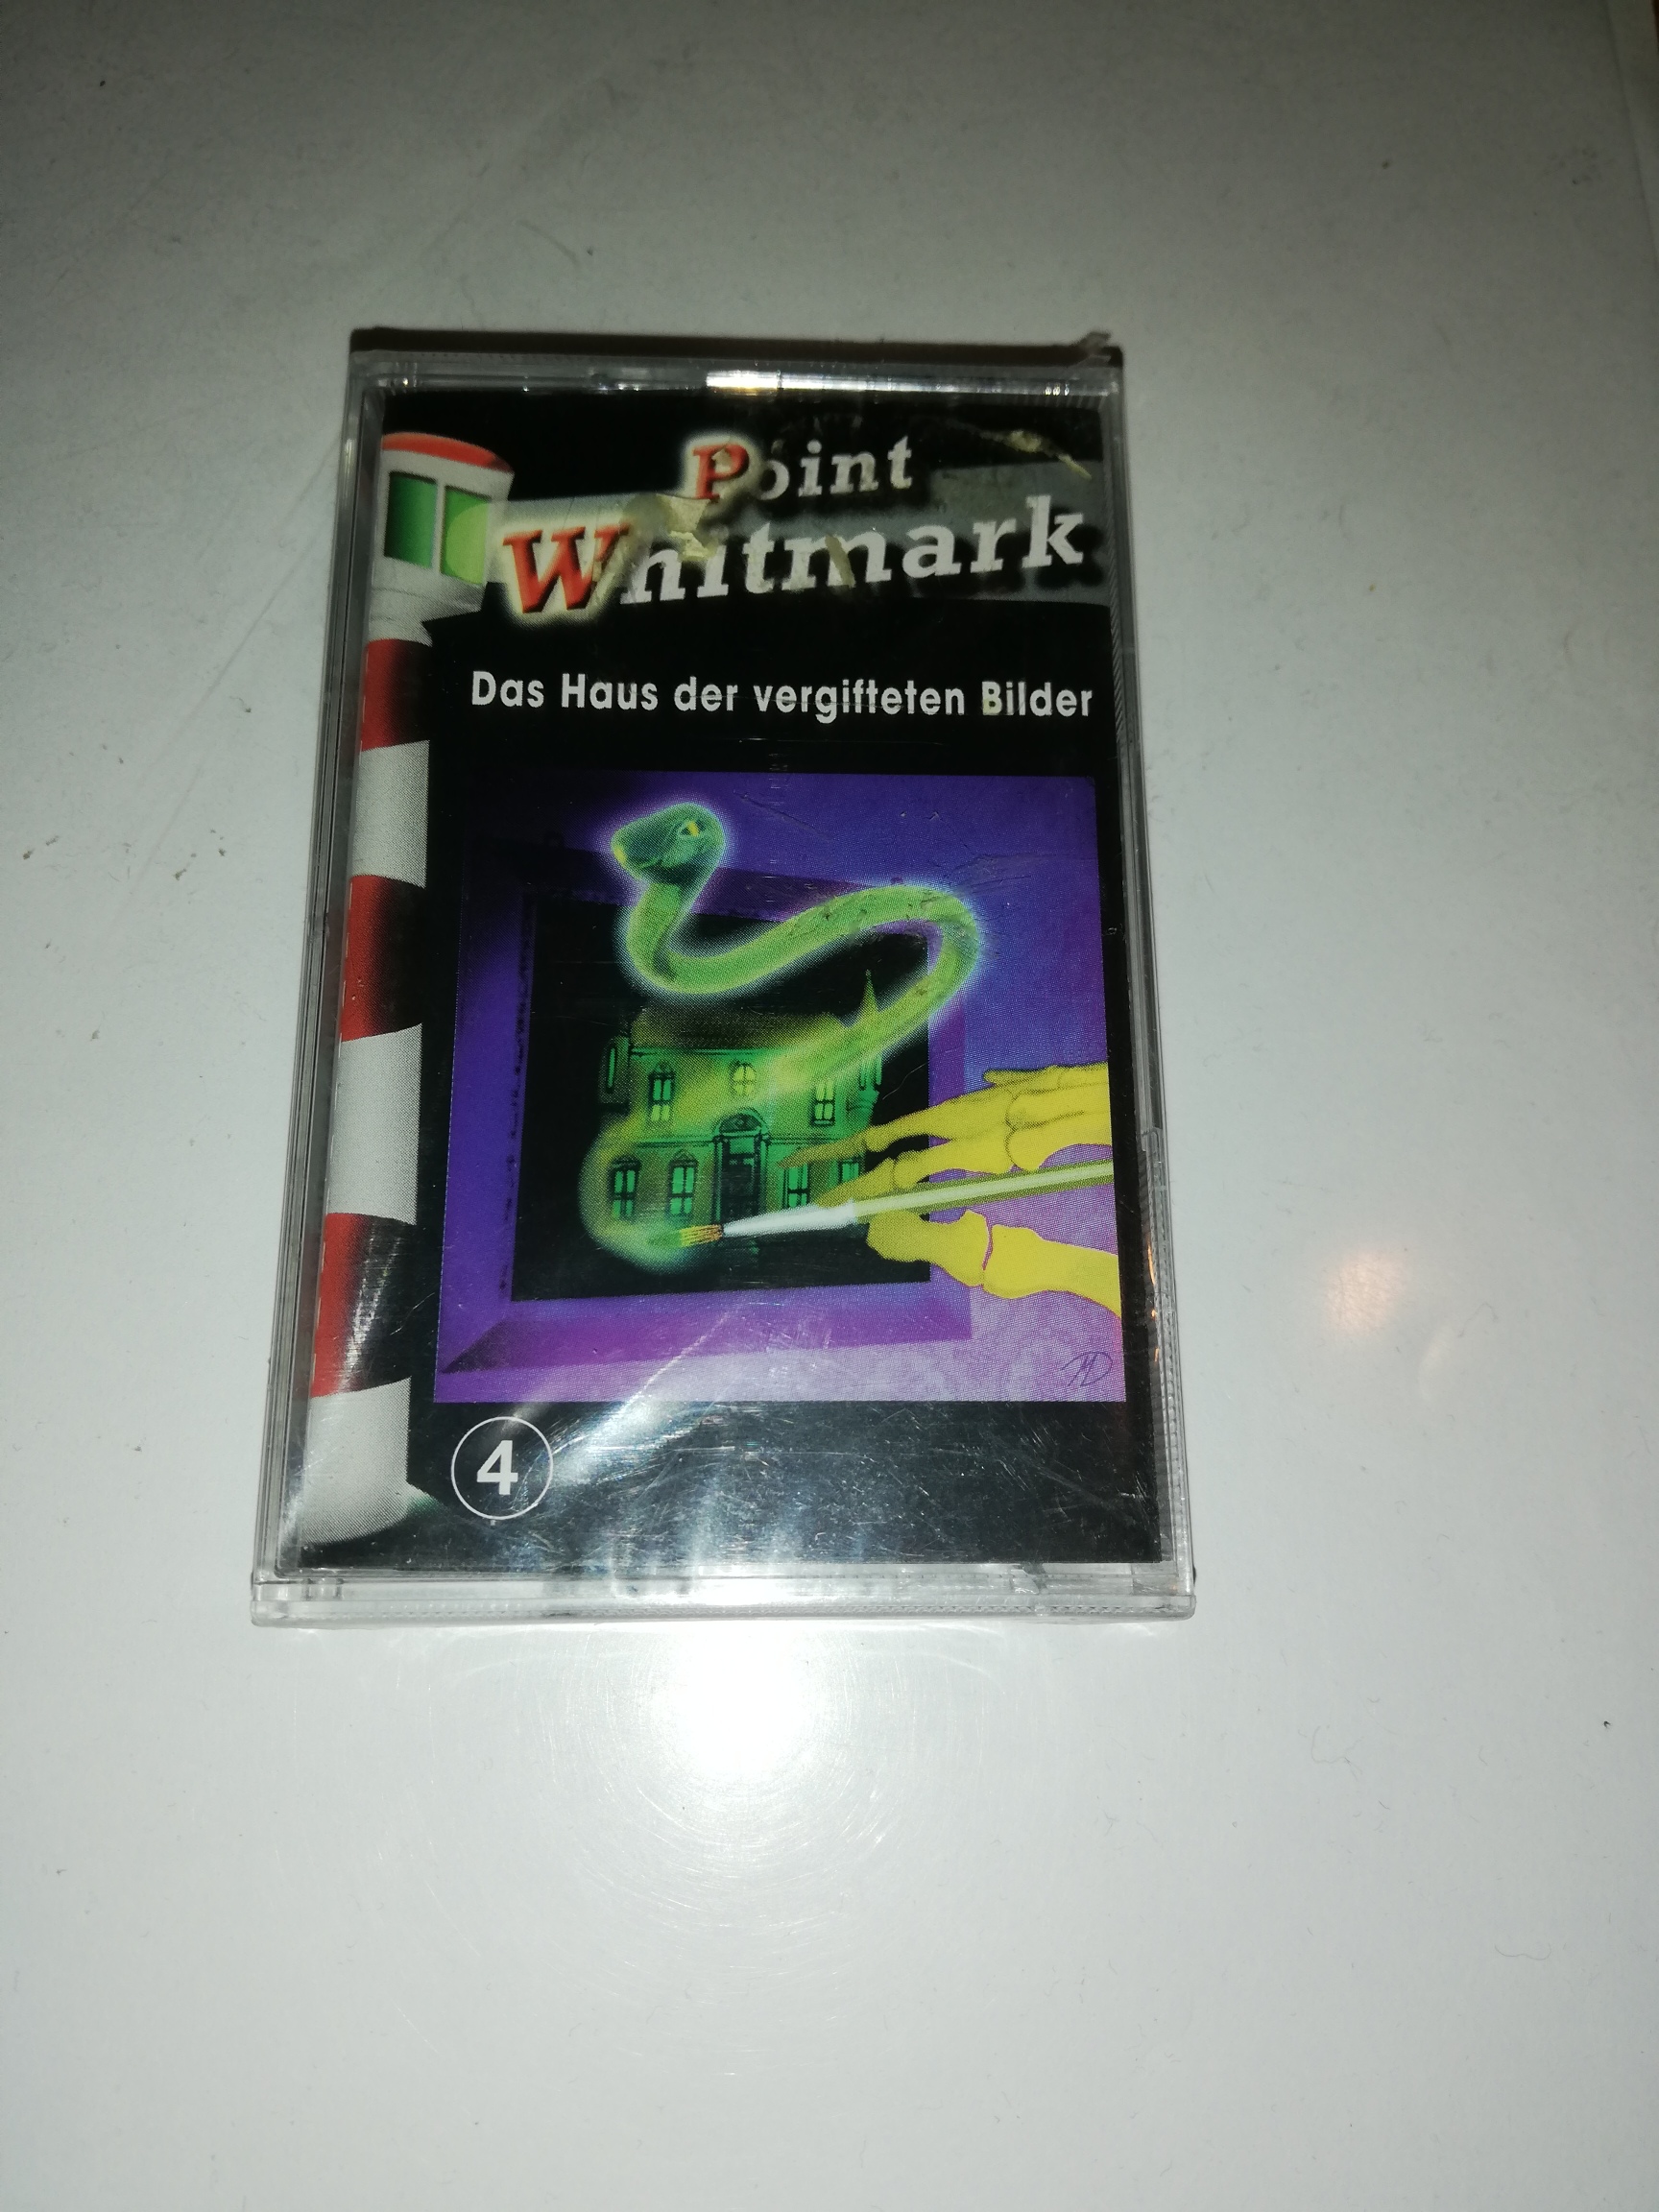 Point
Whitmark
Das Haus der vergifteten Bilder
4